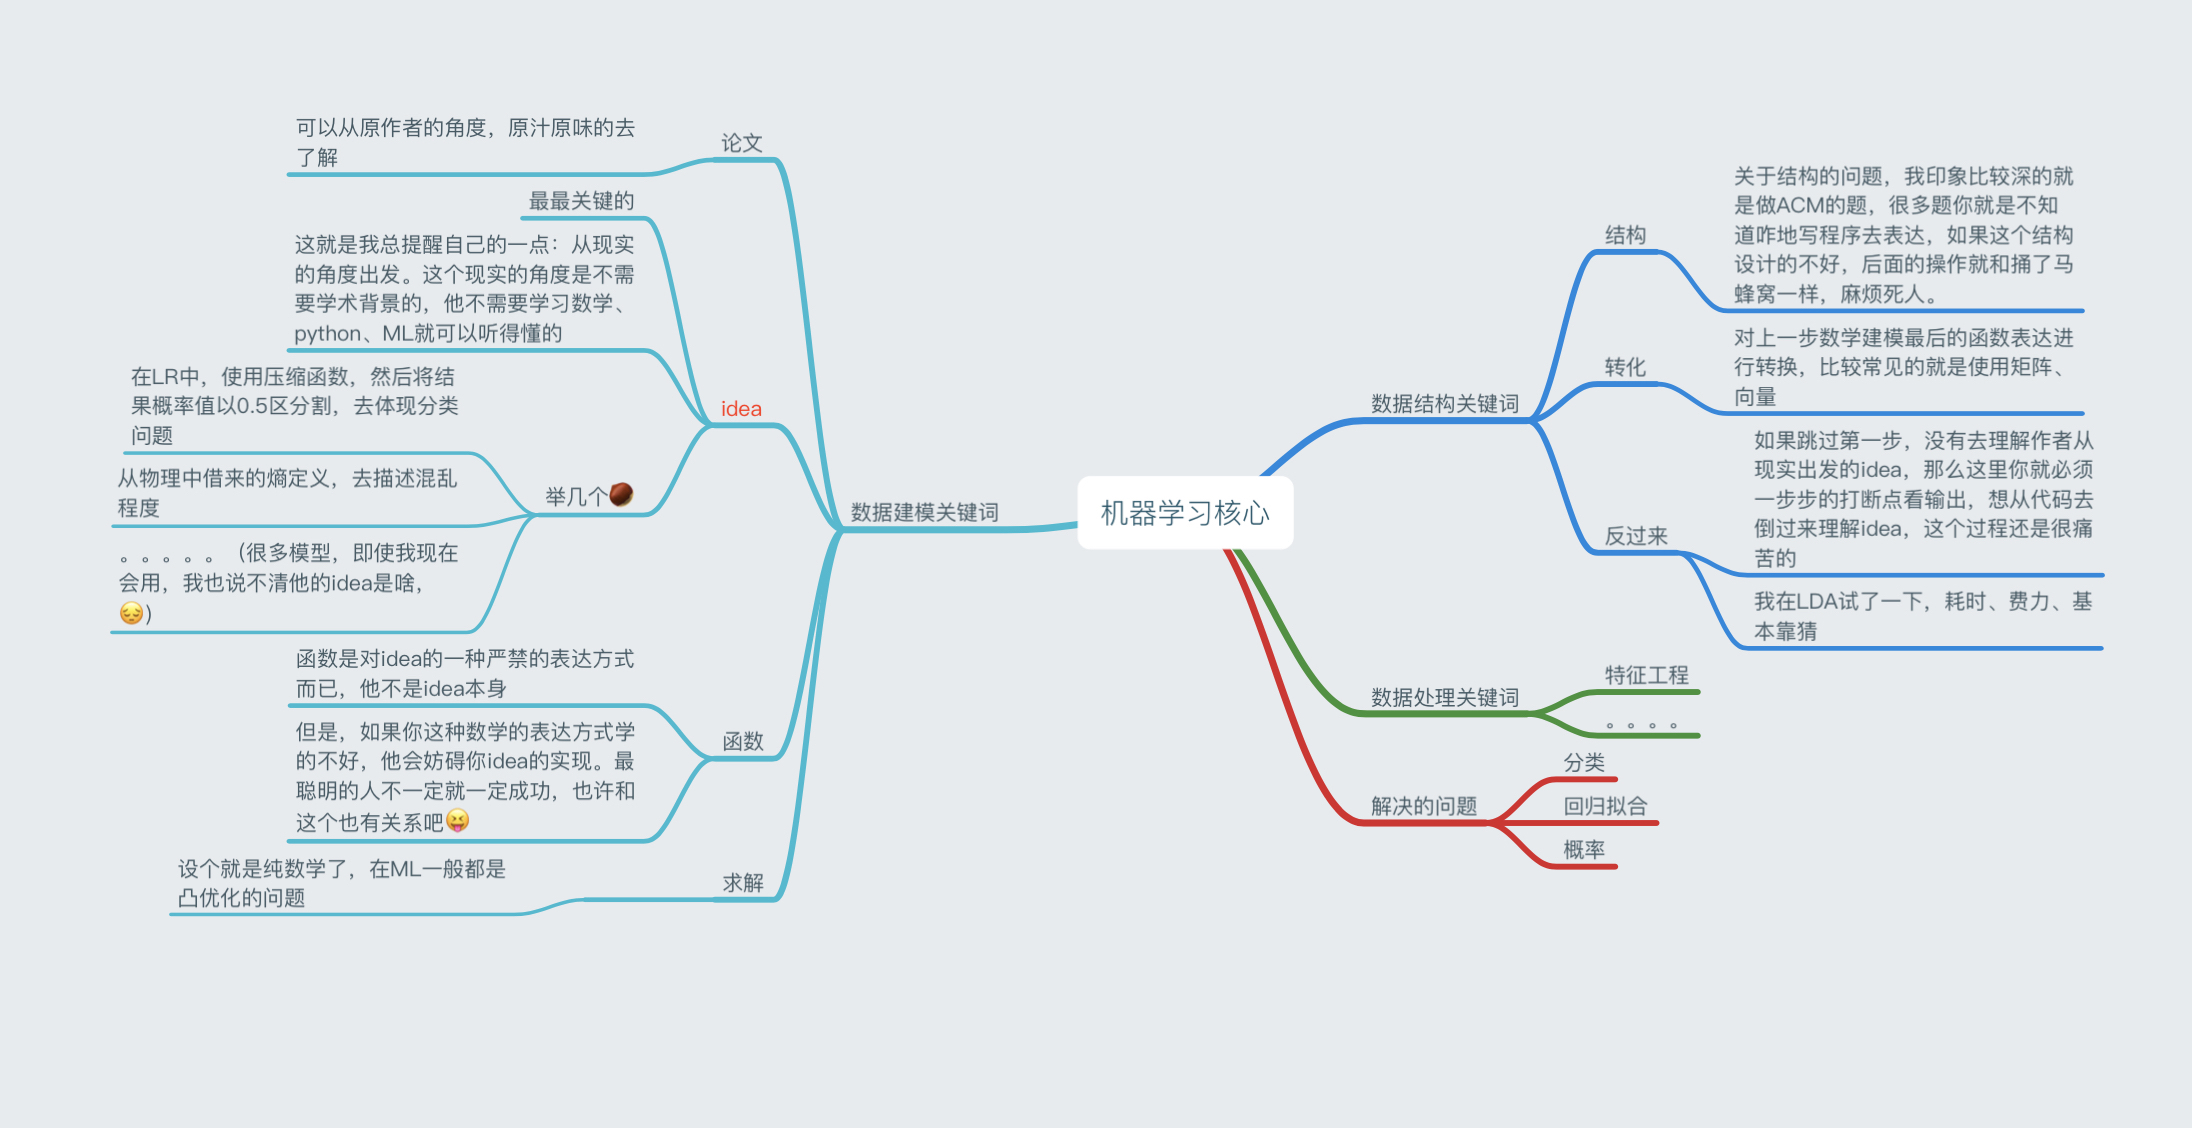 机器学习核心
数据建模关键词
论文
可以从原作者的角度，原汁原味的去
了解
idea
最最关键的
这就是我总提醒自己的一点：从现实
的角度出发。这个现实的角度是不需
要学术背景的，他不需要学习数学、
python、ML就可以听得懂的
举几个🌰
在LR中，使用压缩函数，然后将结
果概率值以0.5区分割，去体现分类
问题
从物理中借来的熵定义，去描述混乱
程度
。。。。。（很多模型，即使我现在
会用，我也说不清他的idea是啥，
😔）
函数
函数是对idea的一种严禁的表达方式
而已，他不是idea本身
但是，如果你这种数学的表达方式学
的不好，他会妨碍你idea的实现。最
聪明的人不一定就一定成功，也许和
这个也有关系吧😝
求解
设个就是纯数学了，在ML一般都是
凸优化的问题
数据结构关键词
结构
关于结构的问题，我印象比较深的就
是做ACM的题，很多题你就是不知
道咋地写程序去表达，如果这个结构
设计的不好，后面的操作就和捅了马
蜂窝一样，麻烦死人。
转化
对上一步数学建模最后的函数表达进
行转换，比较常见的就是使用矩阵、
向量
反过来
如果跳过第一步，没有去理解作者从
现实出发的idea，那么这里你就必须
一步步的打断点看输出，想从代码去
倒过来理解idea，这个过程还是很痛
苦的
我在LDA试了一下，耗时、费力、基
本靠猜
数据处理关键词
特征工程
。。。。
解决的问题
分类
回归拟合
概率